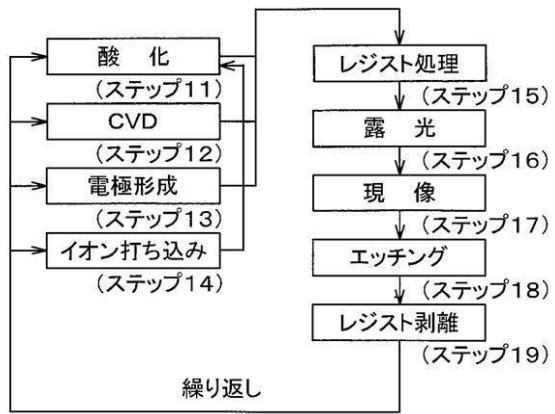 酸　化
(ステップ11)
CVD
(ステップ12)
電極形成
(ステップ13)
イオン打ち込み
(ステップ14)
レジスト処理
(ステップ15)
露　光
(ステップ16)
現　像
(ステップ17)
エッチング
(ステップ18)
レジスト剥離
(ステップ19)
繰り返し